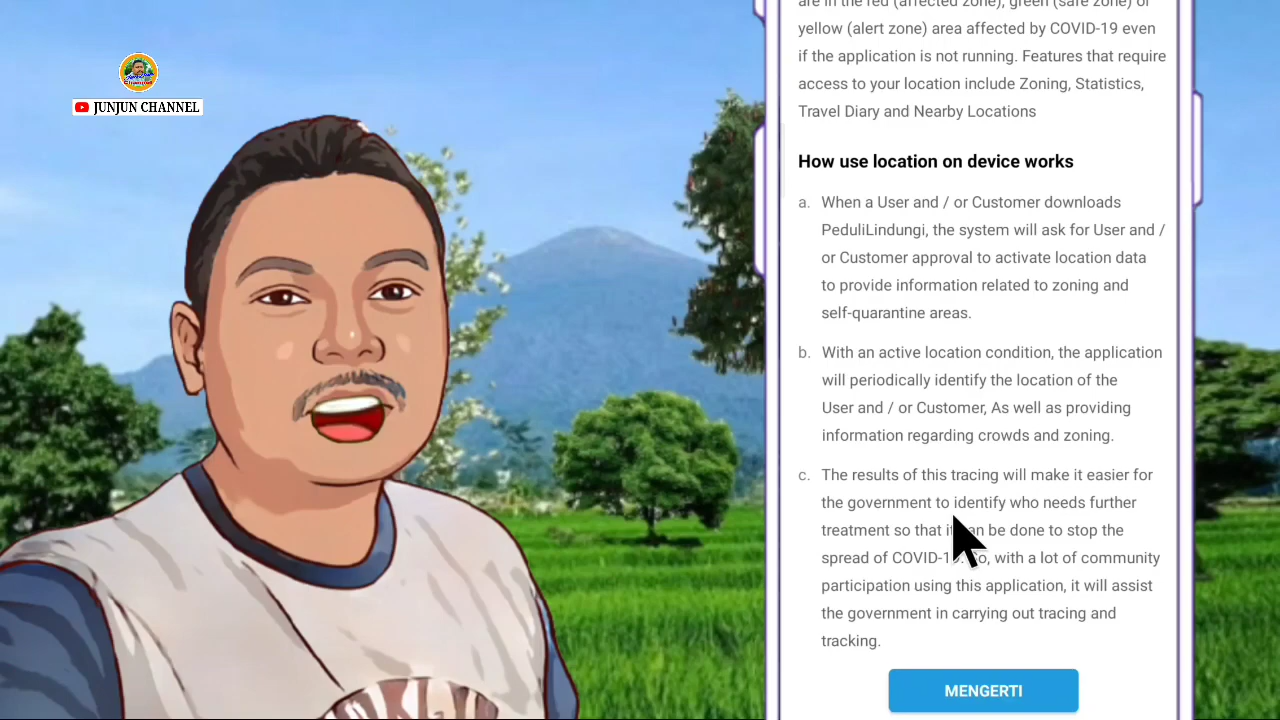 JUNJUN CHANNEL
are in the red (affected zone), green (safe zone) or
yellow (alert zone) area affected by COVID-19 even
if the application is not running. Features that require
access to your location include Zoning, Statistics,
Travel Diary and Nearby Locations
How use location on device works
a. When a User and / or Customer downloads
PeduliLindungi, the system will ask for User and /
or Customer approval to activate location data
to provide information related to zoning and
self-quarantine areas.
b. With an active location condition, the application
will periodically identify the location of the
User and / or Customer, As well as providing
information regarding crowds and zoning.
c. The results of this tracing will make it easier for
the government to identify who needs further
treatment so that be done to stop the
spread of with a lot of community
participation using this application, it will assist
the government in carrying out tracing and
tracking.
MENGERTI